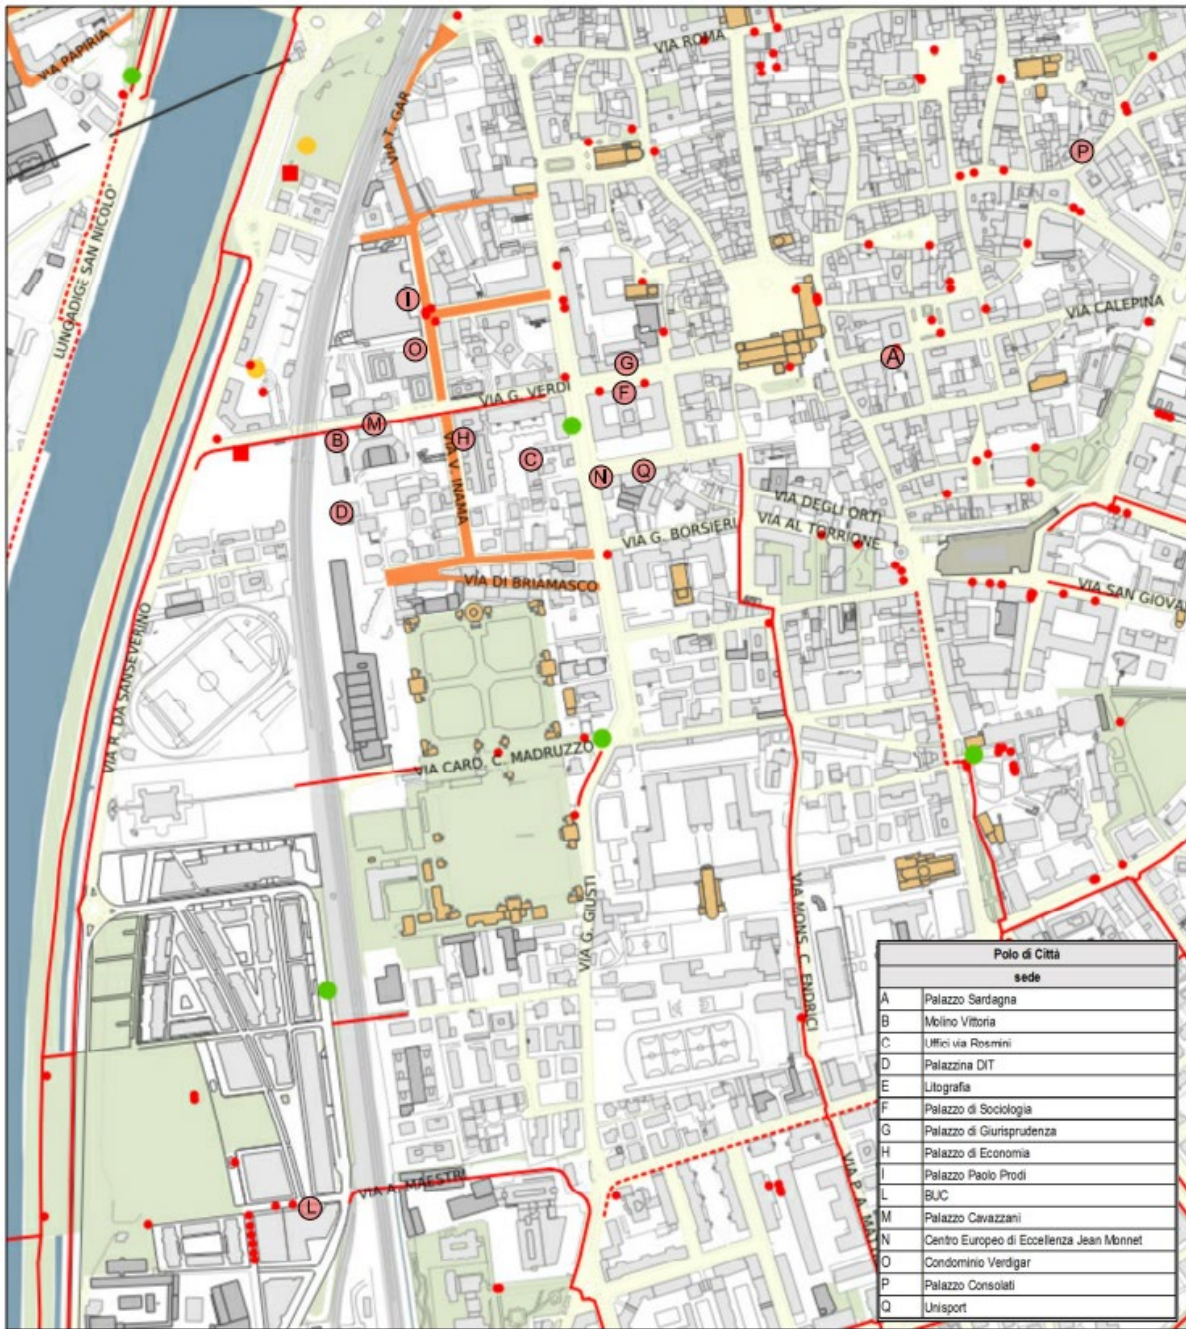 VIA PAPIRIA
VIA ROMA
VIA T. GAR
P
LUNGADIGE SAN NICOLO'
I
VIA CALEPINA
O
G
A
F
VIA G. VERDI
M
B
H
C
N
Q
VIA V. INAMA
D
VIA DEGLI ORTI
VIA AL TORRIONE
VIA G. BORSIERI
VIA DI BRIAMASCO
VIA SAN GIOVA
VIA R. DA SANSEVERINO
VIA CARD. C. MADRUZZO
VIA G. GIUSTI
VIA MONS. C. ENDRICI
VIA A. MAESTRI
L
VIA P. A.
Polo di Città
sede
A Palazzo Sardagna
B Molino Vittoria
C Uffici via Rosmini
D Palazzina DIT
E Litografia
F Palazzo di Sociologia
G Palazzo di Giurisprudenza
H Palazzo di Economia
I Palazzo Paolo Prodi
L BUC
M Palazzo Cavazzani
N Centro Europeo di Eccellenza Jean Monnet
O Condominio Verdigar
P Palazzo Consolati
Q Unisport